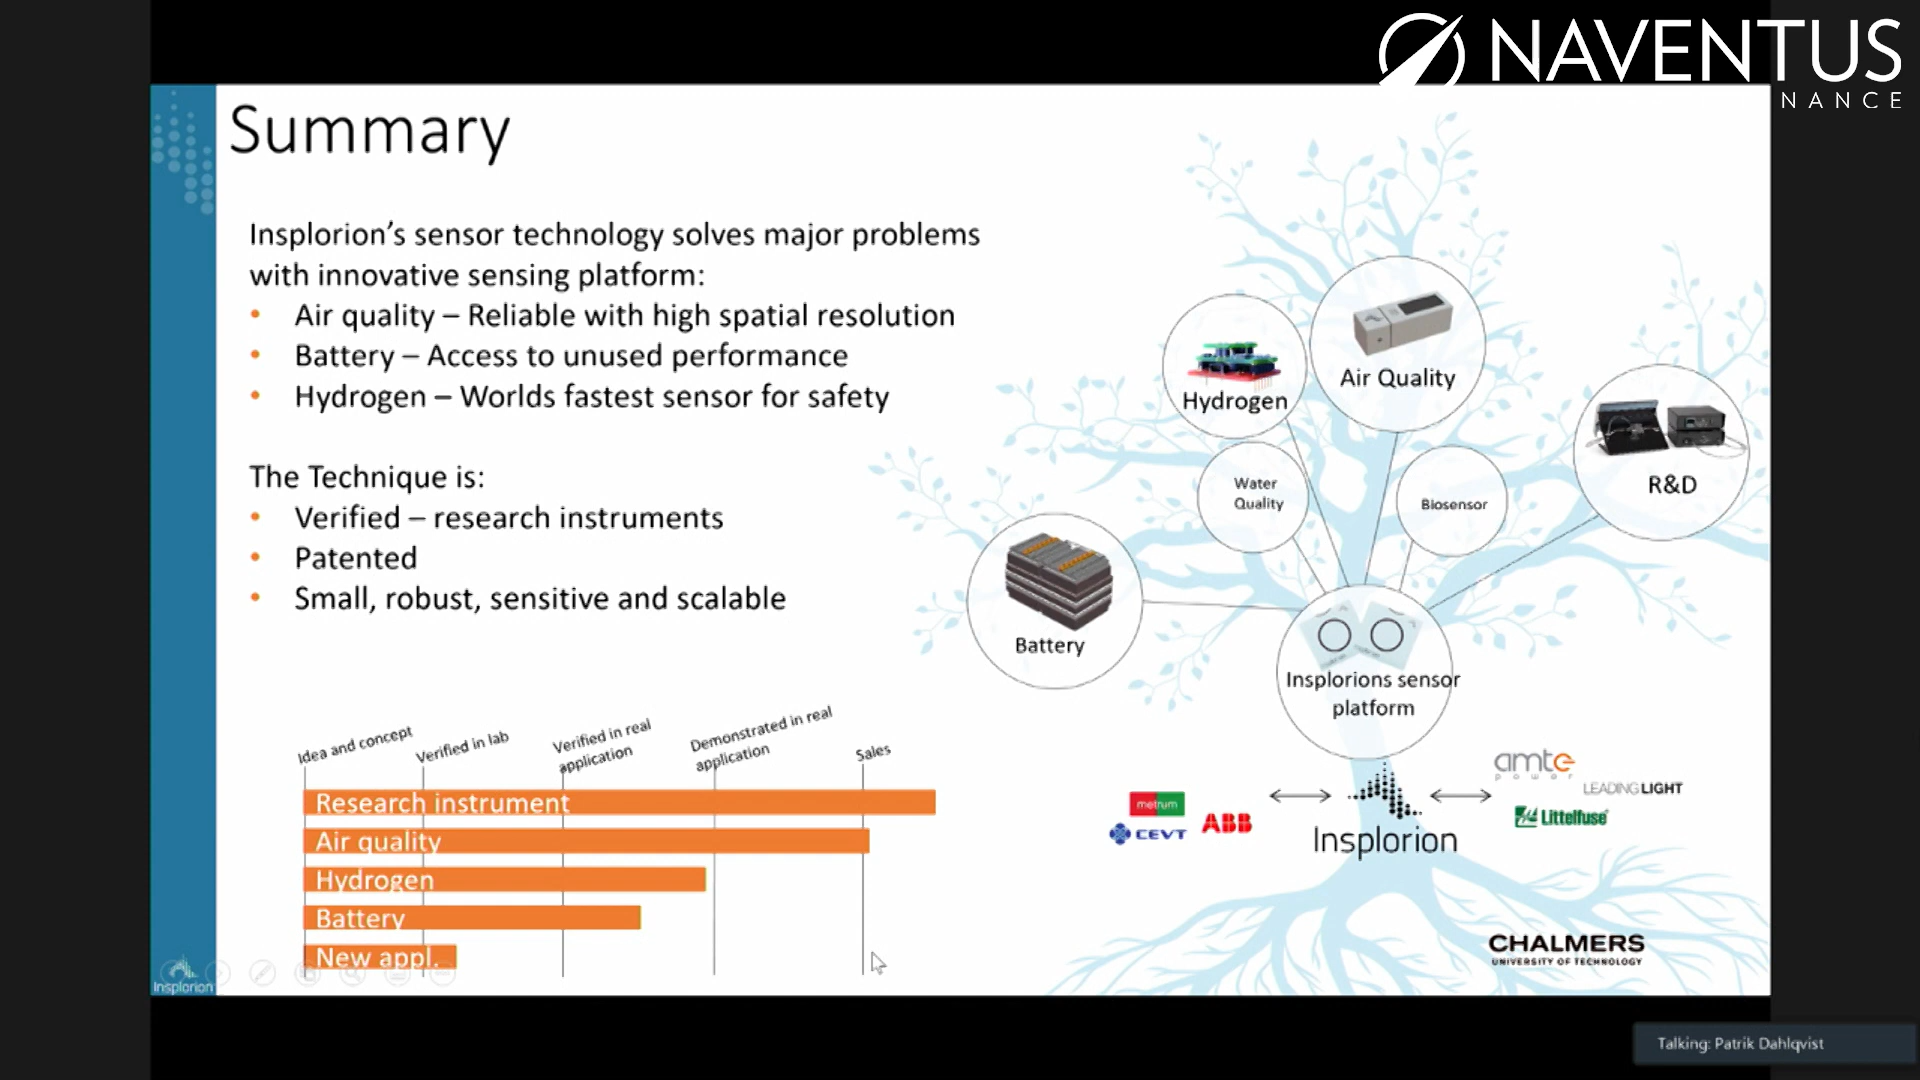 NAVENTUS
NANCE
Summary
Insplorion’s sensor technology solves major problems
with innovative sensing platform:
• Air quality – Reliable with high spatial resolution
• Battery – Access to unused performance
• Hydrogen – Worlds fastest sensor for safety
The Technique is:
• Verified – research instruments
• Patented
• Small, robust, sensitive and scalable
Idea and concept
Verified in lab
Verified in real
application
Demonstrated in real
application
Sales
Research instrument
Air quality
Hydrogen
Battery
New appl.
Hydrogen
Air Quality
R&D
Water
Quality
Biosensor
Battery
Insplorions sensor
platform
metrum
CEVT
ABB
Insplorion
amte
power
LEADING LIGHT
Littelfuse
CHALMERS
UNIVERSITY OF TECHNOLOGY
Insplorion
Talking: Patrik Dahlqvist